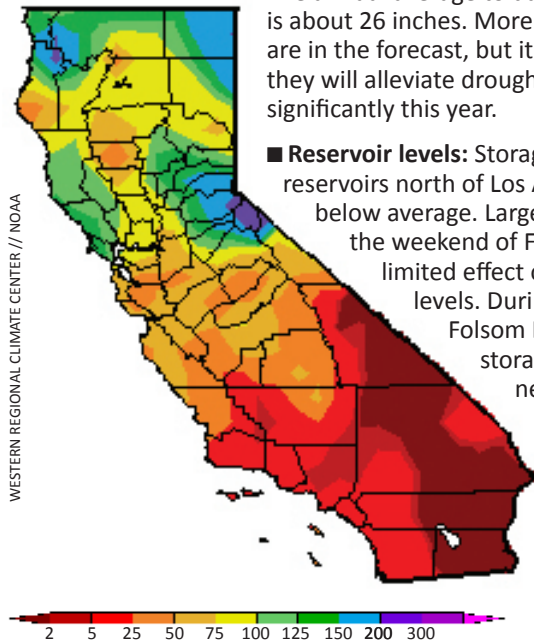 is about 26 inches. More
are in the forecast, but it
they will alleviate drough
significantly this year.
■ Reservoir levels: Storag
reservoirs north of Los A
below average. Large
the weekend of F
limited effect o
levels. Duri
Folsom
stora
ne
WESTERN REGIONAL CLIMATE CENTER // NOAA
2 5 25 50 75 100 125 150 200 300